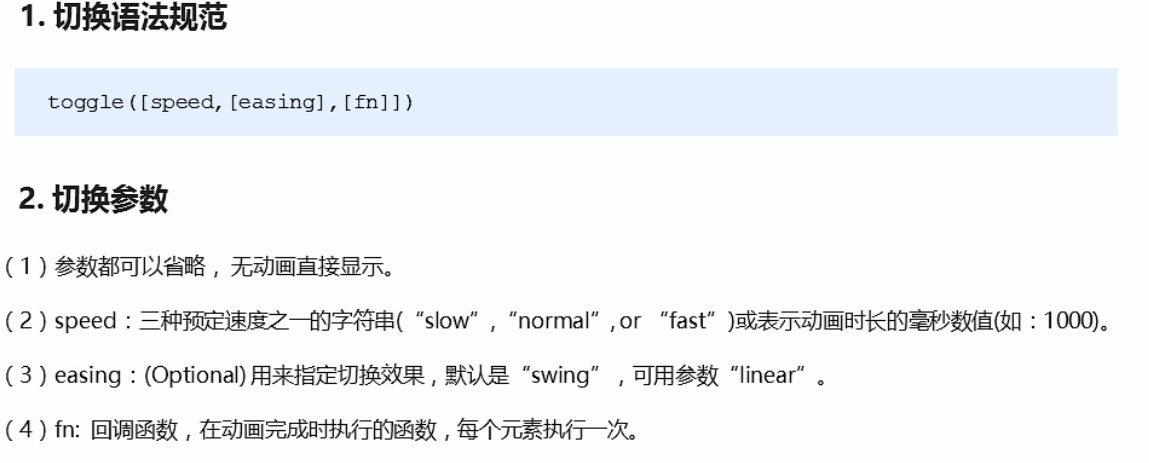 1. 切换语法规范
toggle([speed,[easing],[fn]])
2. 切换参数
（1）参数都可以省略， 无动画直接显示。
（2）speed：三种预定速度之一的字符串(“slow”,“normal”, or “fast”)或表示动画时长的毫秒数值(如：1000)。
（3）easing：(Optional) 用来指定切换效果，默认是“swing”，可用参数“linear”。
（4）fn: 回调函数，在动画完成时执行的函数，每个元素执行一次。